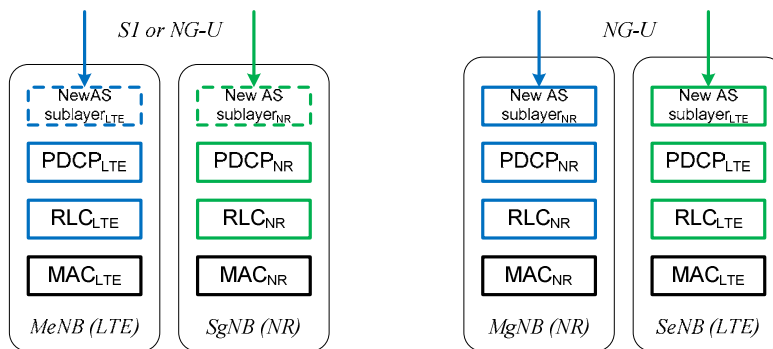 S1 or NG-U
NG-U
NewAS
sublayerLTE
New AS
sublayerNR
New AS
sublayerNR
New AS
sublayerLTE
PDCPLTE
PDCPNR
PDCPNR
PDCPLTE
RLCLTE
RLCNR
RLCNR
RLCLTE
MACLTE
MACNR
MACNR
MACLTE
MeNB (LTE)
SgNB (NR)
MgNB (NR)
SeNB (LTE)